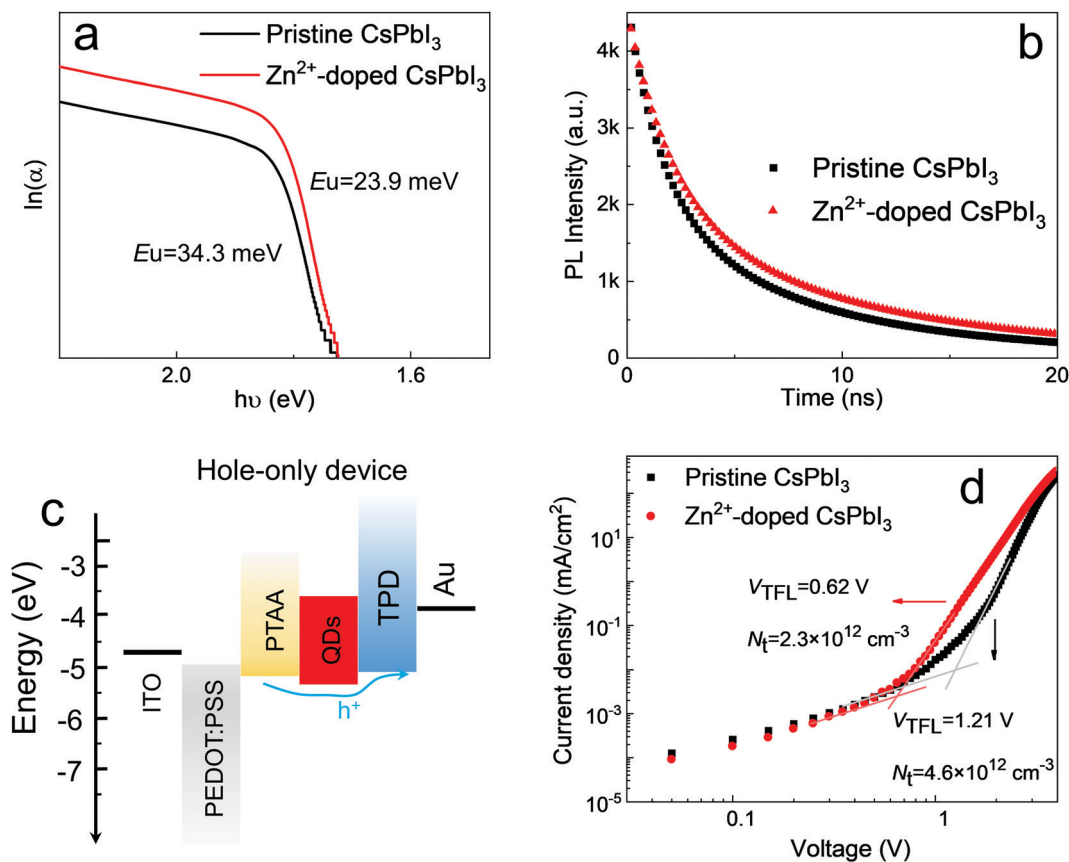 a
Pristine CsPbI₃
Zn²⁺-doped CsPbI₃
Eu=23.9 meV
Eu=34.3 meV
ln(α)
2.0
1.6
hυ (eV)
b
4k
3k
2k
1k
0
PL Intensity (a.u.)
Pristine CsPbI₃
Zn²⁺-doped CsPbI₃
0
10
20
Time (ns)
Hole-only device
c
Energy (eV)
-3
-4
-5
-6
-7
ITO
PEDOT:PSS
PTAA
QDs
TPD
Au
h⁺
d
Pristine CsPbI₃
Zn²⁺-doped CsPbI₃
Current density (mA/cm²)
10¹
10⁻¹
10⁻³
10⁻⁵
V_TFL=0.62 V
N_t=2.3×10¹² cm⁻³
V_TFL=1.21 V
N_t=4.6×10¹² cm⁻³
0.1
1
Voltage (V)